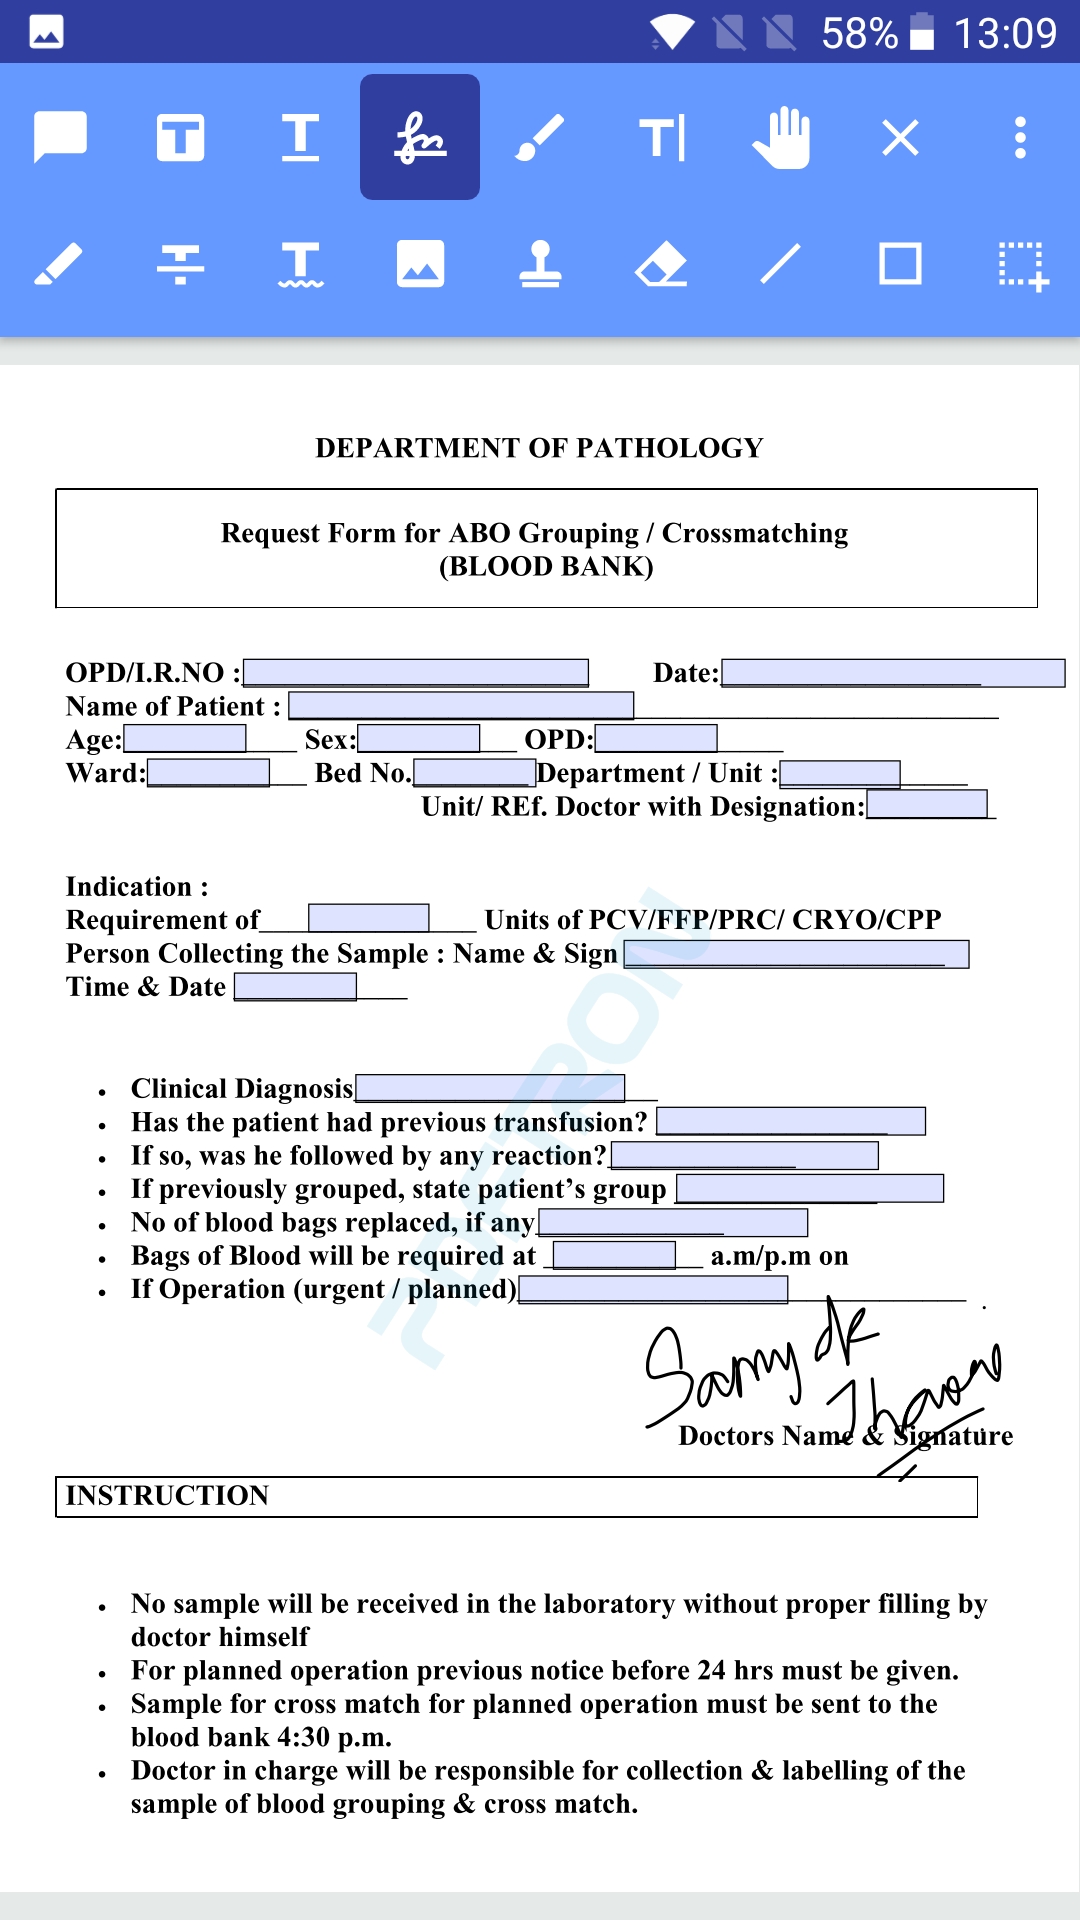 58% 13:09
DEPARTMENT OF PATHOLOGY
Request Form for ABO Grouping / Crossmatching
(BLOOD BANK)
OPD/I.R.NO : Date:
Name of Patient :
Age: Sex: OPD:
Ward: Bed No. Department / Unit :
Unit/ REf. Doctor with Designation:
Indication :
Requirement of Units of PCV/FFP/PRC/ CRYO/CPP
Person Collecting the Sample : Name & Sign
Time & Date
PDFTRON
• Clinical Diagnosis
• Has the patient had previous transfusion?
• If so, was he followed by any reaction?
• If previously grouped, state patient’s group
• No of blood bags replaced, if any
• Bags of Blood will be required at a.m/p.m on
• If Operation (urgent / planned) .
Doctors Name & Signature
INSTRUCTION
• No sample will be received in the laboratory without proper filling by
doctor himself
• For planned operation previous notice before 24 hrs must be given.
• Sample for cross match for planned operation must be sent to the
blood bank 4:30 p.m.
• Doctor in charge will be responsible for collection & labelling of the
sample of blood grouping & cross match.